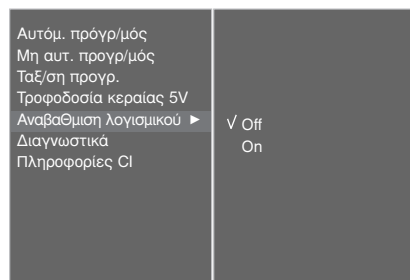 Αυτόμ. πρόγρ/μός
Μη αυτ. προγρ/μός
Ταξ/ση προγρ.
Τροφοδοσία κεραίας 5V
ΑναβαΘμιση λογισμικού ►
Διαγνωστικά
Πληροφορίες CI
√ Off
On